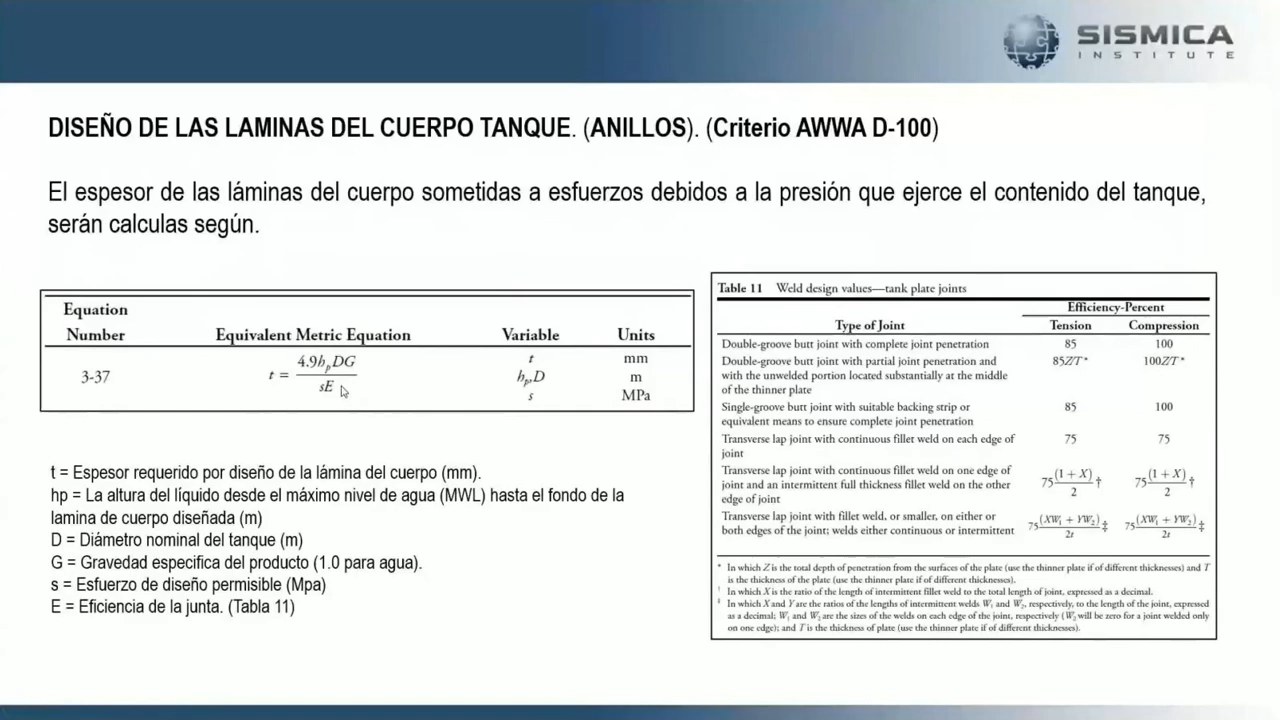 SISMICA
INSTITUTE
DISEÑO DE LAS LAMINAS DEL CUERPO TANQUE. (ANILLOS). (Criterio AWWA D-100)
El espesor de las láminas del cuerpo sometidas a esfuerzos debidos a la presión que ejerce el contenido del tanque,
serán calculas según.
Equation
Number Equivalent Metric Equation Variable Units
3-37 t = 4.9h_pDG / sE
t mm
h_p,D m
s MPa
t = Espesor requerido por diseño de la lámina del cuerpo (mm).
hp = La altura del líquido desde el máximo nivel de agua (MWL) hasta el fondo de la
lamina de cuerpo diseñada (m)
D = Diámetro nominal del tanque (m)
G = Gravedad especifica del producto (1.0 para agua).
s = Esfuerzo de diseño permisible (Mpa)
E = Eficiencia de la junta. (Tabla 11)
Table 11 Weld design values—tank plate joints
Efficiency-Percent
Type of Joint Tension Compression
Double-groove butt joint with complete joint penetration 85 100
Double-groove butt joint with partial joint penetration and 85Z/T* 100Z/T*
with the unwelded portion located substantially at the middle
of the thinner plate
Single-groove butt joint with suitable backing strip or 85 100
equivalent means to ensure complete joint penetration
Transverse lap joint with continuous fillet weld on each edge of 75 75
joint
Transverse lap joint with continuous fillet weld on one edge of 75 (1 + X) / 2 † 75 (1 + X) / 2 †
joint and an intermittent full thickness fillet weld on the other
edge of joint
Transverse lap joint with fillet weld, or smaller, on either or 75 (XW₁ + YW₂) / 2t ‡ 75 (XW₁ + YW₂) / 2t ‡
both edges of the joint; welds either continuous or intermittent
* In which Z is the total depth of penetration from the surfaces of the plate (use the thinner plate if of different thicknesses) and T
is the thickness of the plate (use the thinner plate if of different thicknesses).
† In which X is the ratio of the length of intermittent fillet weld to the total length of joint, expressed as a decimal.
‡ In which X and Y are the ratios of the lengths of intermittent welds W₁ and W₂, respectively, to the length of the joint, expressed
as a decimal; W₁ and W₂ are the sizes of the welds on each edge of the joint, respectively (W₂ will be zero for a joint welded only
on one edge); and T is the thickness of plate (use the thinner plate if of different thicknesses).